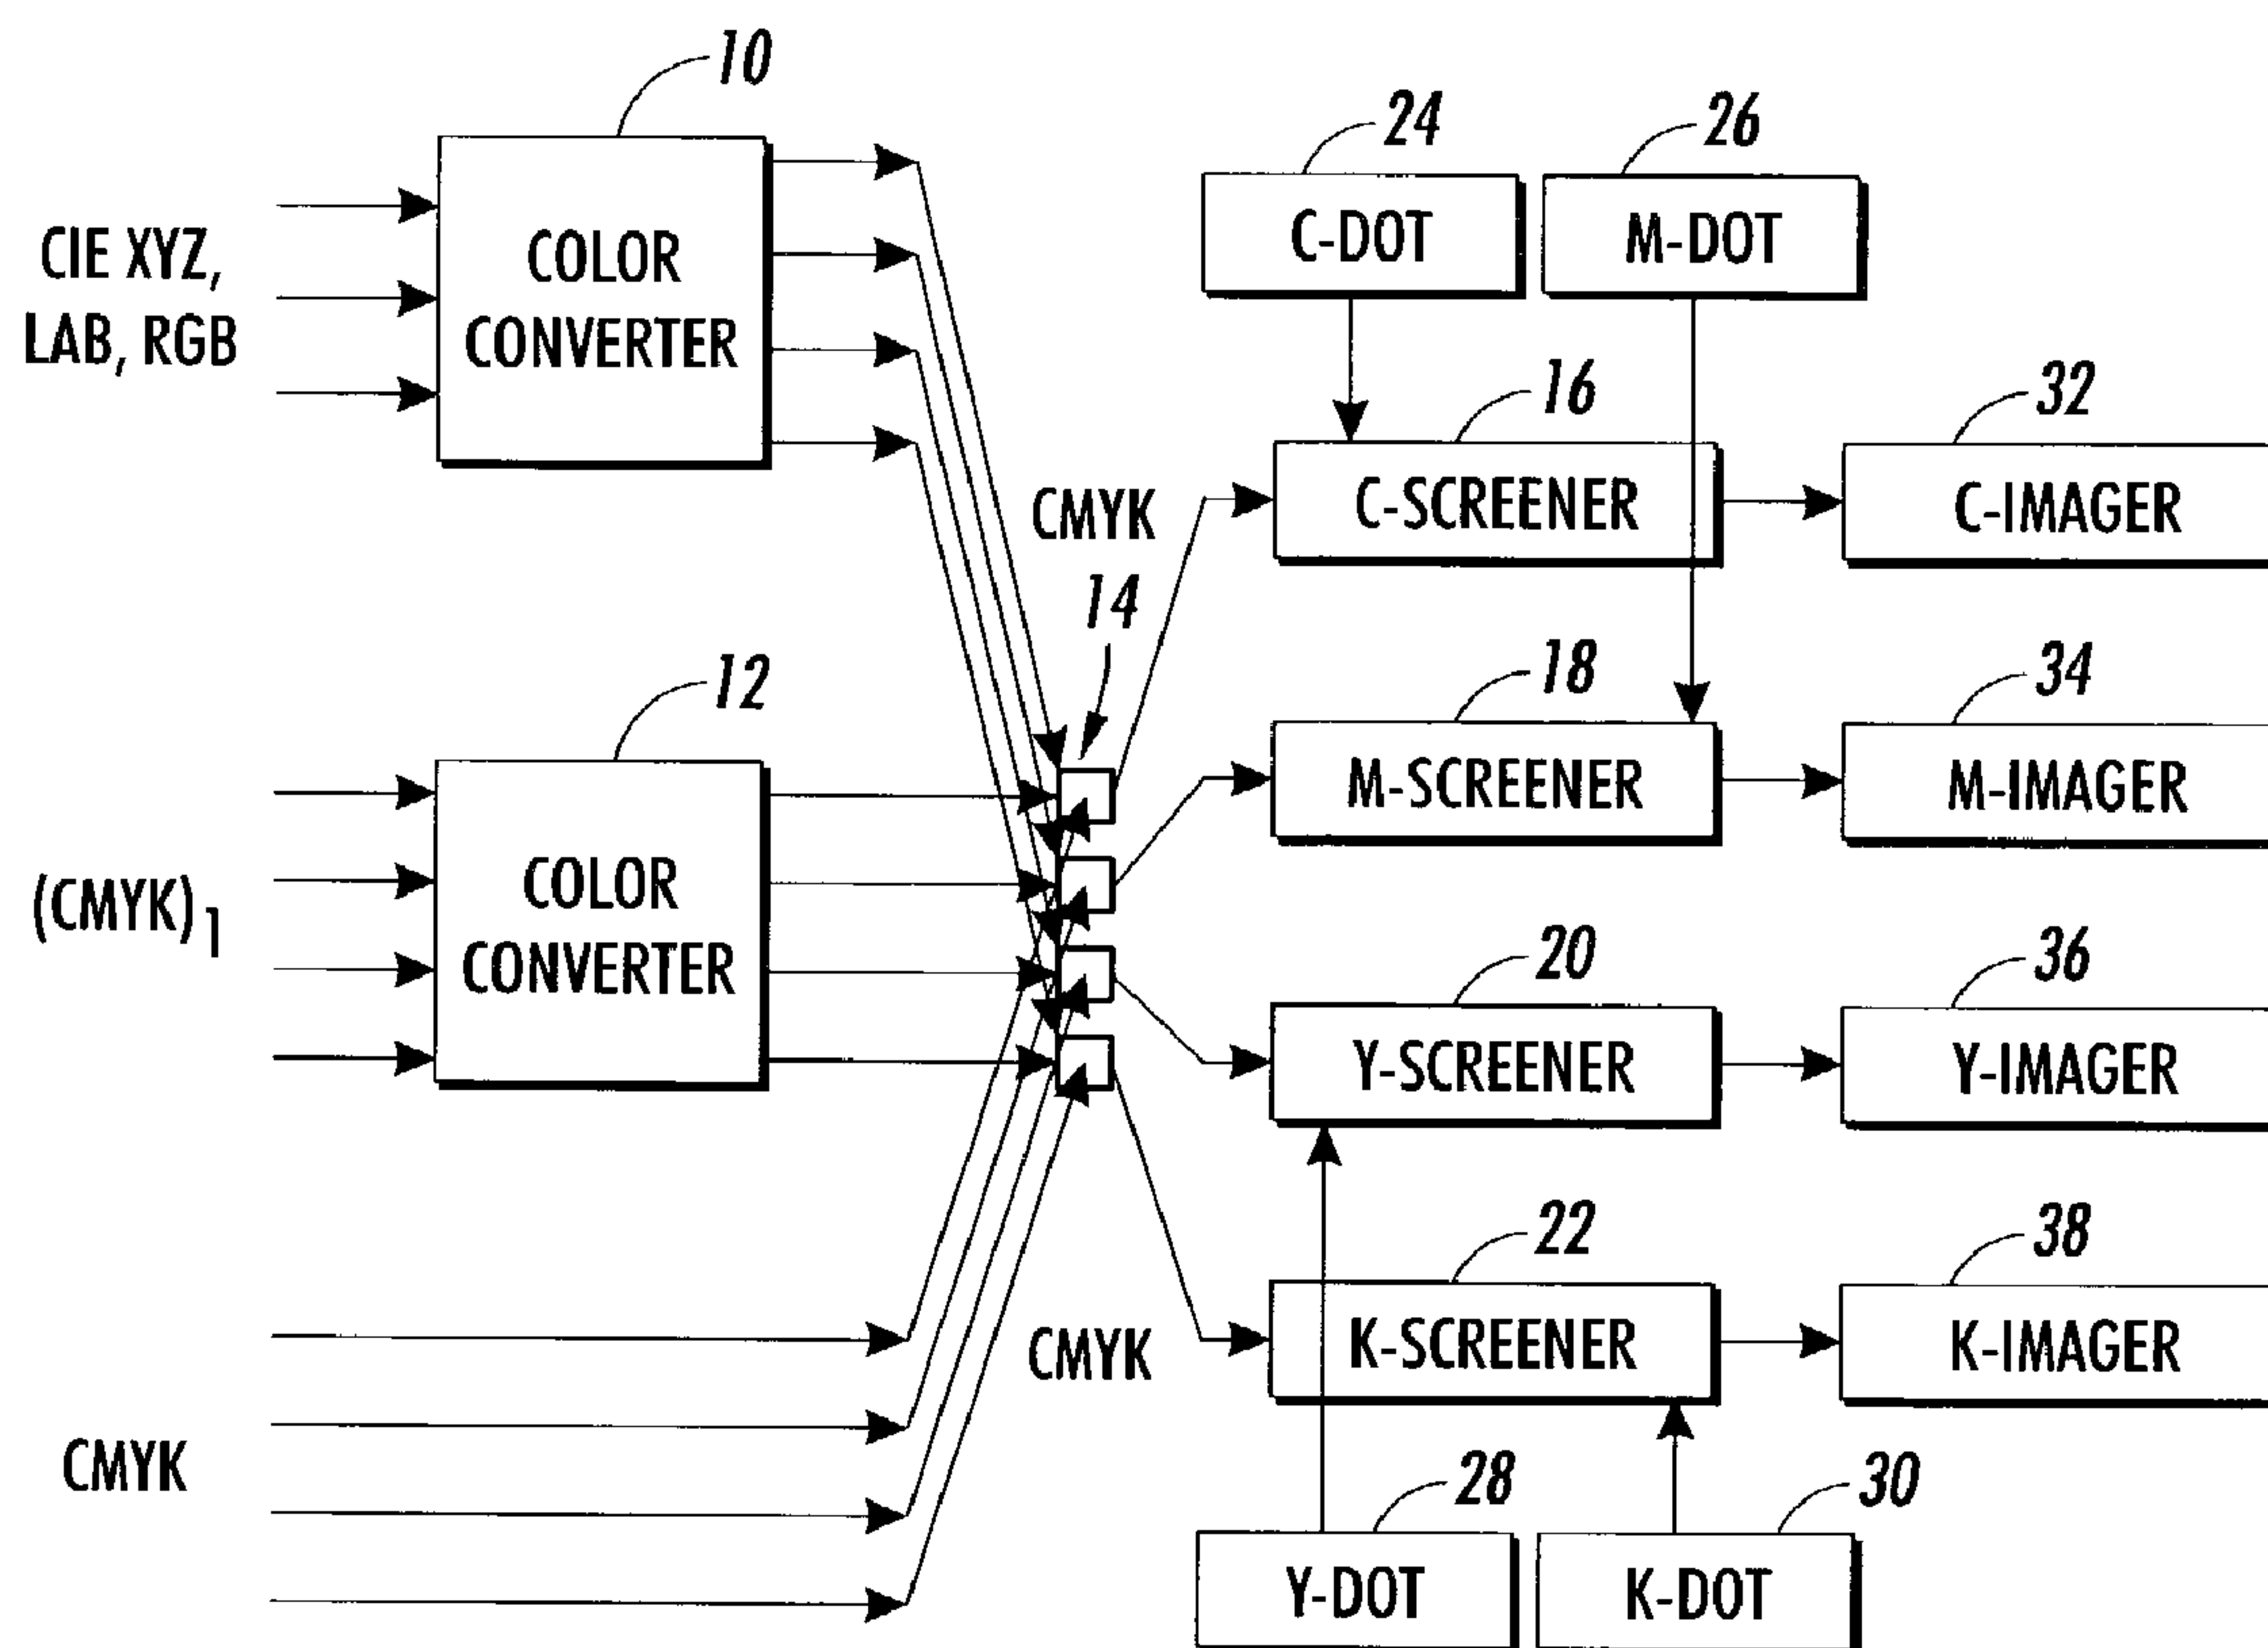 10
CIE XYZ,
LAB, RGB
COLOR
CONVERTER
12
(CMYK)1
COLOR
CONVERTER
CMYK
CMYK
14
CMYK
24
C-DOT
26
M-DOT
16
C-SCREENER
32
C-IMAGER
18
M-SCREENER
34
M-IMAGER
20
Y-SCREENER
36
Y-IMAGER
22
K-SCREENER
38
K-IMAGER
28
Y-DOT
30
K-DOT